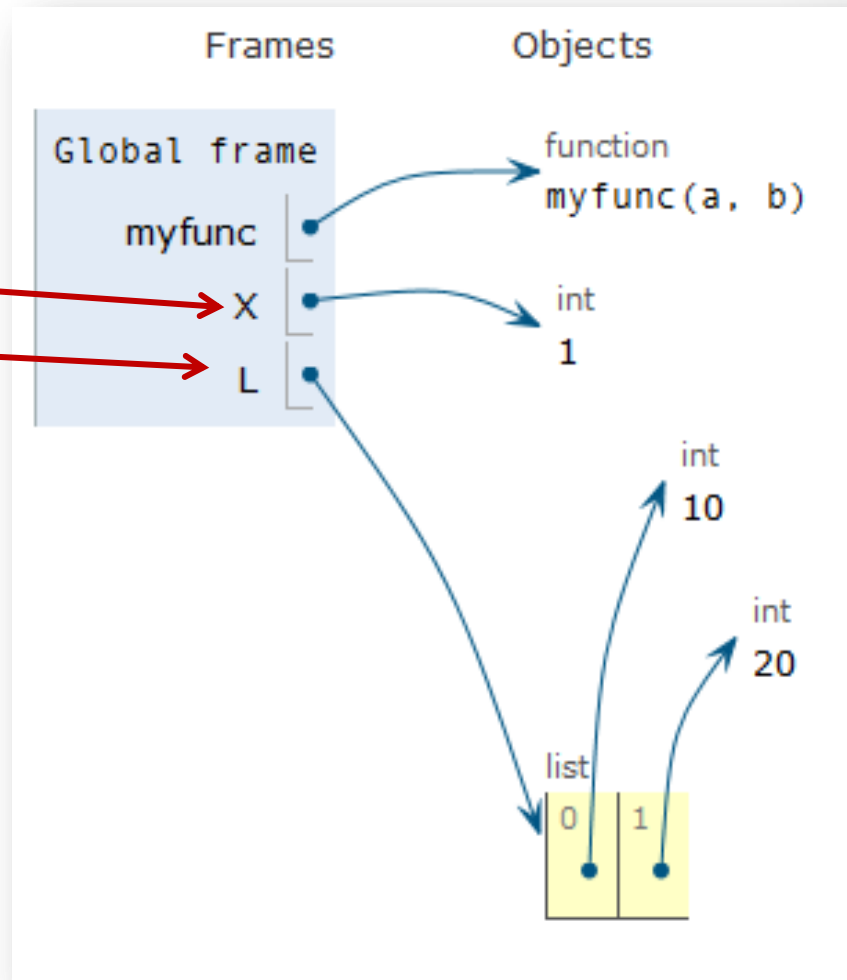 Frames Objects
Global frame
function
myfunc(a, b)
myfunc
X
int
1
L
int
10
int
20
list
0 1